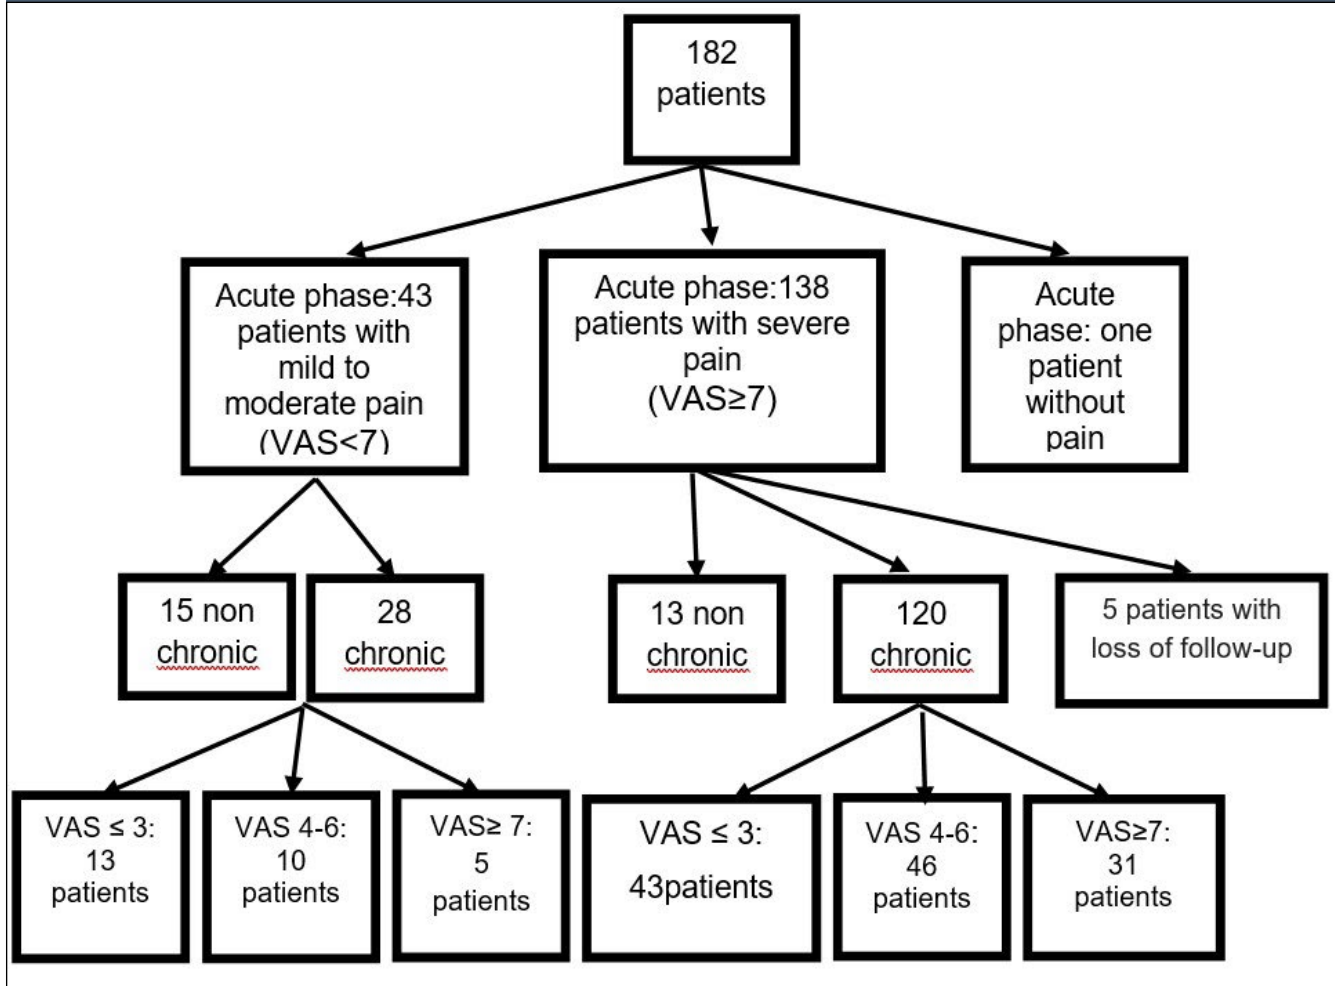 182
patients
Acute phase:43
patients with
mild to
moderate pain
(VAS<7)
Acute phase:138
patients with severe
pain
(VAS≥7)
Acute
phase: one
patient
without
pain
15 non
chronic
28
chronic
13 non
chronic
120
chronic
5 patients with
loss of follow-up
VAS ≤ 3:
13
patients
VAS 4-6:
10
patients
VAS≥ 7:
5
patients
VAS ≤ 3:
43patients
VAS 4-6:
46
patients
VAS≥7:
31
patients